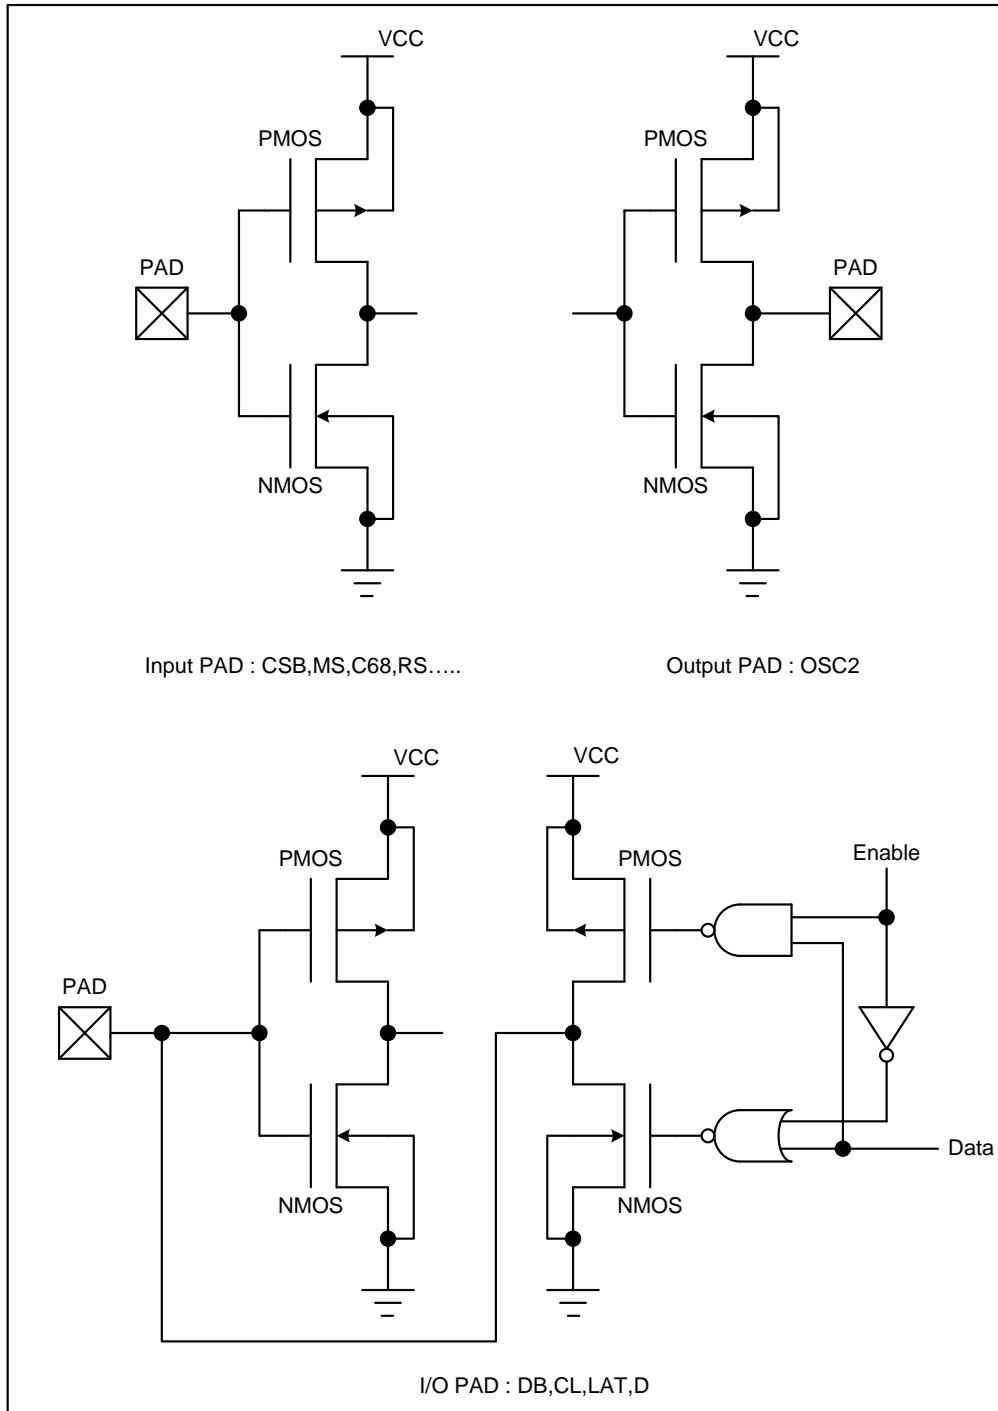 VCC
VCC
PMOS
PMOS
PAD
PAD
NMOS
NMOS
Input PAD : CSB,MS,C68,RS.....
Output PAD : OSC2
VCC
VCC
PMOS
PMOS
Enable
PAD
Data
NMOS
NMOS
I/O PAD : DB,CL,LAT,D